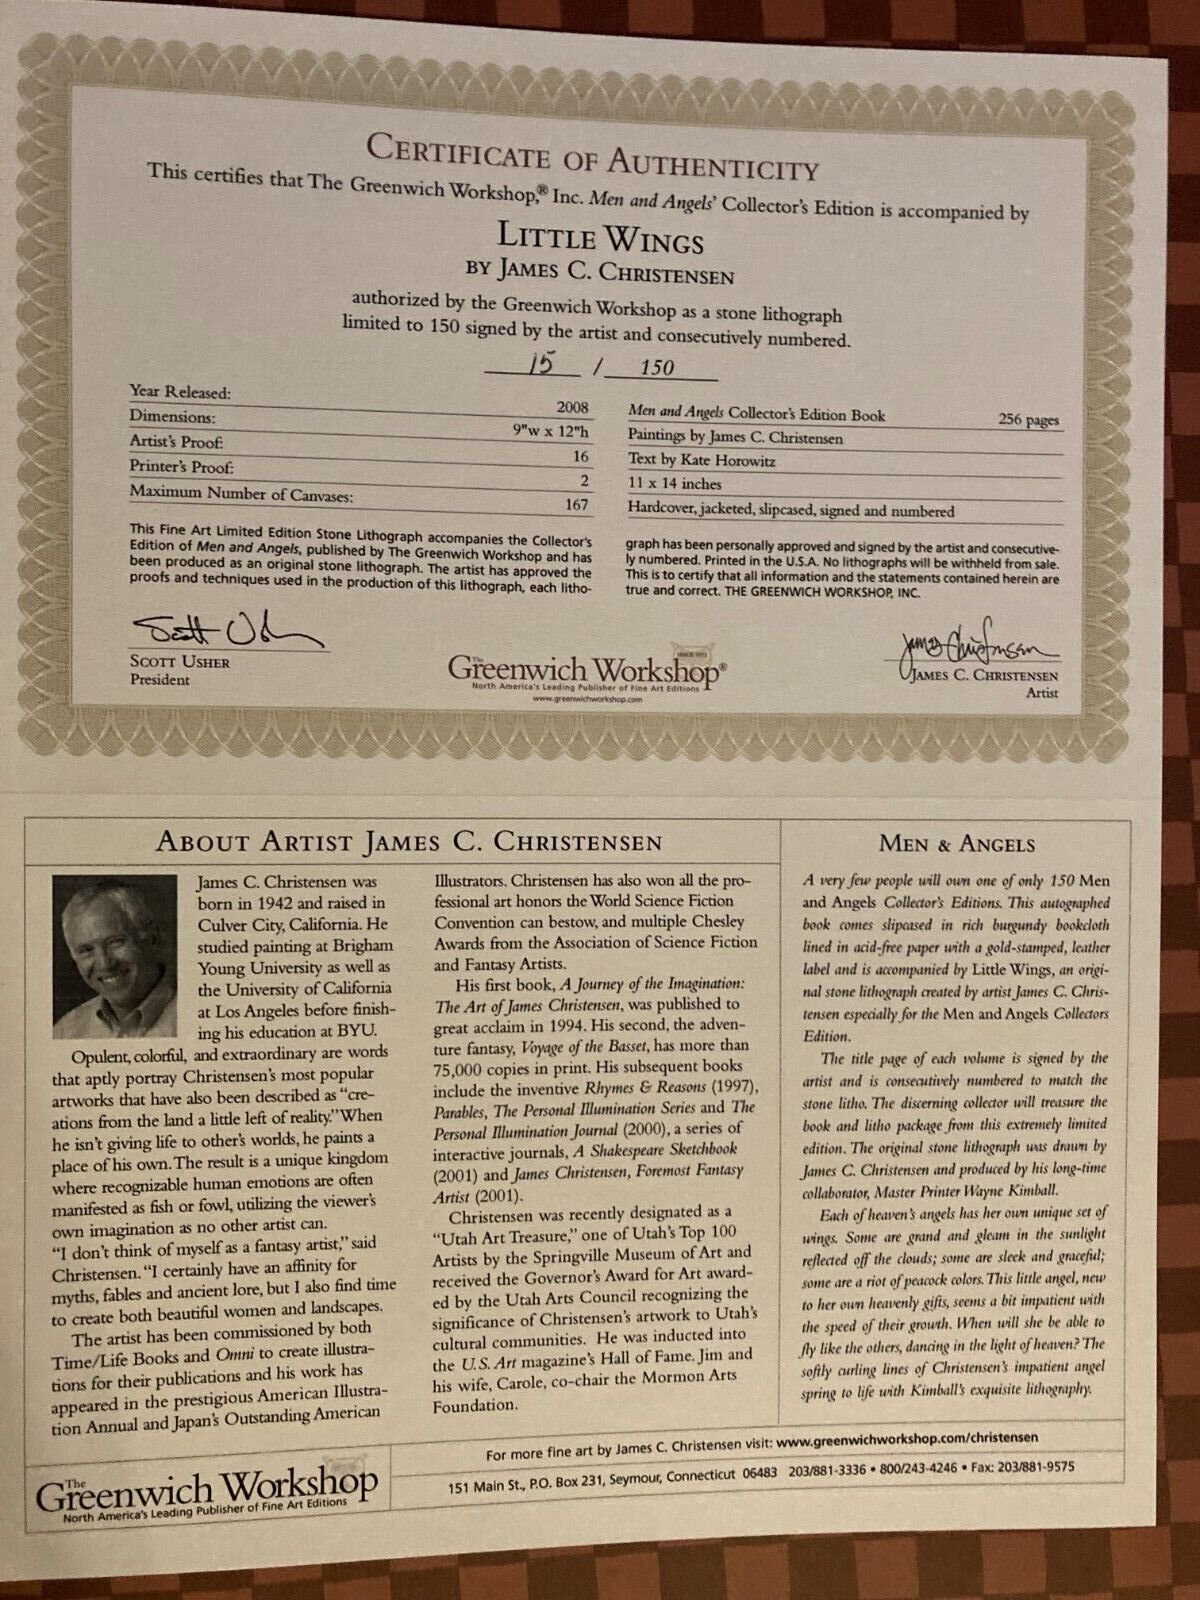 CERTIFICATE OF AUTHENTICITY
This certifies that The Greenwich Workshop,® Inc. Men and Angels' Collector's Edition is accompanied by
LITTLE WINGS
BY JAMES C. CHRISTENSEN
authorized by the Greenwich Workshop as a stone lithograph
limited to 150 signed by the artist and consecutively numbered.
15 / 150
Year Released: 2008
Dimensions: 9"w x 12"h
Artist's Proof: 16
Printer's Proof: 2
Maximum Number of Canvases: 167
Men and Angels Collector's Edition Book 256 pages
Paintings by James C. Christensen
Text by Kate Horowitz
11 x 14 inches
Hardcover, jacketed, slipcased, signed and numbered
This Fine Art Limited Edition Stone Lithograph accompanies the Collector's
Edition of Men and Angels, published by The Greenwich Workshop and has
been produced as an original stone lithograph. The artist has approved the
proofs and techniques used in the production of this lithograph, each litho-
graph has been personally approved and signed by the artist and consecutive-
ly numbered. Printed in the U.S.A. No lithographs will be withheld from sale.
This is to certify that all information and the statements contained herein are
true and correct. THE GREENWICH WORKSHOP, INC.
Scott Usher
SCOTT USHER
President
SINCE 1972
The Greenwich Workshop®
North America's Leading Publisher of Fine Art Editions
www.greenwichworkshop.com
James Christensen
JAMES C. CHRISTENSEN
Artist
ABOUT ARTIST JAMES C. CHRISTENSEN
James C. Christensen was
born in 1942 and raised in
Culver City, California. He
studied painting at Brigham
Young University as well as
the University of California
at Los Angeles before finish-
ing his education at BYU.
Opulent, colorful, and extraordinary are words
that aptly portray Christensen's most popular
artworks that have also been described as "cre-
ations from the land a little left of reality." When
he isn't giving life to other's worlds, he paints a
place of his own. The result is a unique kingdom
where recognizable human emotions are often
manifested as fish or fowl, utilizing the viewer's
own imagination as no other artist can.
"I don't think of myself as a fantasy artist," said
Christensen. "I certainly have an affinity for
myths, fables and ancient lore, but I also find time
to create both beautiful women and landscapes.
The artist has been commissioned by both
Time/Life Books and Omni to create illustra-
tions for their publications and his work has
appeared in the prestigious American Illustra-
tion Annual and Japan's Outstanding American
Illustrators. Christensen has also won all the pro-
fessional art honors the World Science Fiction
Convention can bestow, and multiple Chesley
Awards from the Association of Science Fiction
and Fantasy Artists.
His first book, A Journey of the Imagination:
The Art of James Christensen, was published to
great acclaim in 1994. His second, the adven-
ture fantasy, Voyage of the Basset, has more than
75,000 copies in print. His subsequent books
include the inventive Rhymes & Reasons (1997),
Parables, The Personal Illumination Series and The
Personal Illumination Journal (2000), a series of
interactive journals, A Shakespeare Sketchbook
(2001) and James Christensen, Foremost Fantasy
Artist (2001).
Christensen was recently designated as a
"Utah Art Treasure," one of Utah's Top 100
Artists by the Springville Museum of Art and
received the Governor's Award for Art award-
ed by the Utah Arts Council recognizing the
significance of Christensen's artwork to Utah's
cultural communities. He was inducted into
the U.S. Art magazine's Hall of Fame. Jim and
his wife, Carole, co-chair the Mormon Arts
Foundation.
MEN & ANGELS
A very few people will own one of only 150 Men
and Angels Collector's Editions. This autographed
book comes slipcased in rich burgundy bookcloth
lined in acid-free paper with a gold-stamped, leather
label and is accompanied by Little Wings, an origi-
nal stone lithograph created by artist James C. Chris-
tensen especially for the Men and Angels Collectors
Edition.
The title page of each volume is signed by the
artist and is consecutively numbered to match the
stone litho. The discerning collector will treasure the
book and litho package from this extremely limited
edition. The original stone lithograph was drawn by
James C. Christensen and produced by his long-time
collaborator, Master Printer Wayne Kimball.
Each of heaven's angels has her own unique set of
wings. Some are grand and gleam in the sunlight
reflected off the clouds; some are sleek and graceful;
some are a riot of peacock colors. This little angel, new
to her own heavenly gifts, seems a bit impatient with
the speed of their growth. When will she be able to
fly like the others, dancing in the light of heaven? The
softly curling lines of Christensen's impatient angel
spring to life with Kimball's exquisite lithography.
The Greenwich Workshop
North America's Leading Publisher of Fine Art Editions
For more fine art by James C. Christensen visit: www.greenwichworkshop.com/christensen
151 Main St., P.O. Box 231, Seymour, Connecticut 06483 203/881-3336 • 800/243-4246 • Fax: 203/881-9575